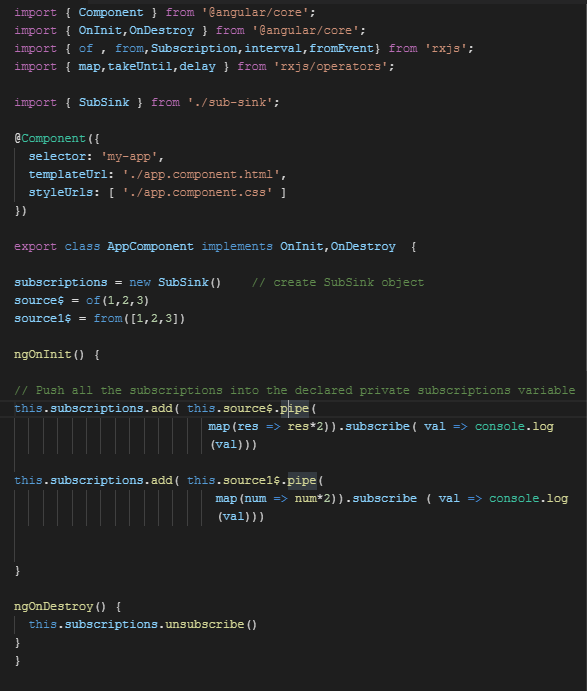 import { Component } from '@angular/core';
import { OnInit,OnDestroy } from '@angular/core';
import { of , from,Subscription,interval,fromEvent} from 'rxjs';
import { map,takeUntil,delay } from 'rxjs/operators';
import { SubSink } from './sub-sink';
@Component({
selector: 'my-app',
templateUrl: './app.component.html',
styleUrls: [ './app.component.css' ]
})
export class AppComponent implements OnInit,OnDestroy {
subscriptions = new SubSink() // create SubSink object
source$ = of(1,2,3)
source1$ = from([1,2,3])
ngOnInit() {
// Push all the subscriptions into the declared private subscriptions variable
this.subscriptions.add( this.source$.pipe(
map(res => res*2)).subscribe( val => console.log
(val)))
this.subscriptions.add( this.source1$.pipe(
map(num => num*2)).subscribe ( val => console.log
(val)))
}
ngOnDestroy() {
this.subscriptions.unsubscribe()
}
}